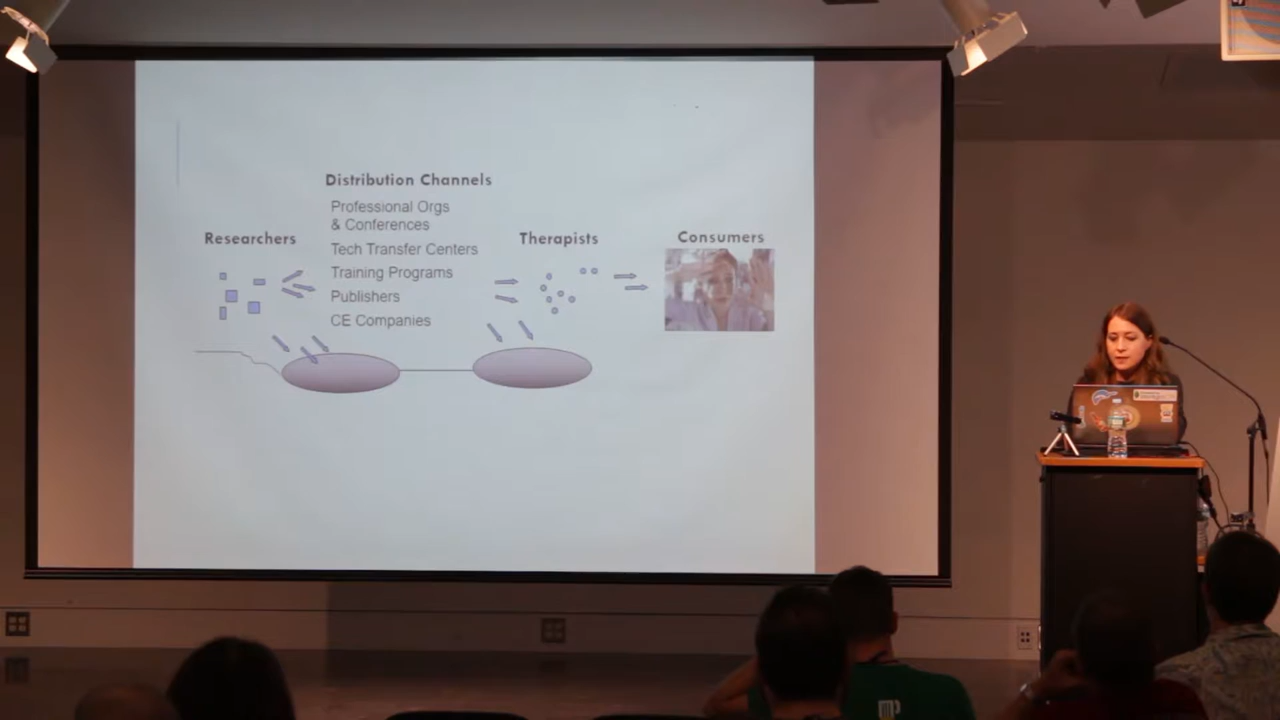 Distribution Channels
Professional Orgs
& Conferences
Researchers
Tech Transfer Centers
Training Programs
Publishers
CE Companies
Therapists
Consumers